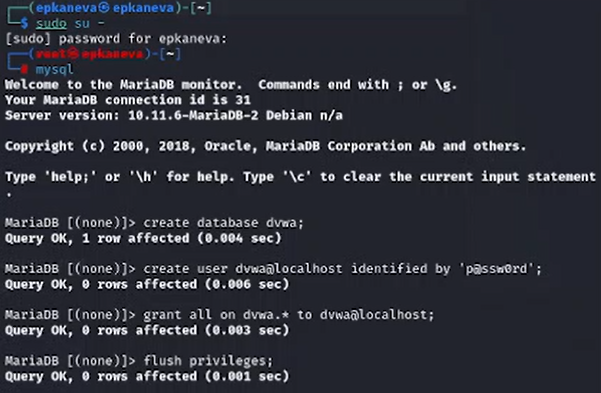 (epkaneva㉿epkaneva)-[~]
$ sudo su -
[sudo] password for epkaneva:
(root㉿epkaneva)-[~]
# mysql
Welcome to the MariaDB monitor.  Commands end with ; or \g.
Your MariaDB connection id is 31
Server version: 10.11.6-MariaDB-2 Debian n/a
Copyright (c) 2000, 2018, Oracle, MariaDB Corporation Ab and others.
Type 'help;' or '\h' for help. Type '\c' to clear the current input statement
.
MariaDB [(none)]> create database dvwa;
Query OK, 1 row affected (0.004 sec)
MariaDB [(none)]> create user dvwa@localhost identified by 'p@ssw0rd';
Query OK, 0 rows affected (0.006 sec)
MariaDB [(none)]> grant all on dvwa.* to dvwa@localhost;
Query OK, 0 rows affected (0.003 sec)
MariaDB [(none)]> flush privileges;
Query OK, 0 rows affected (0.001 sec)